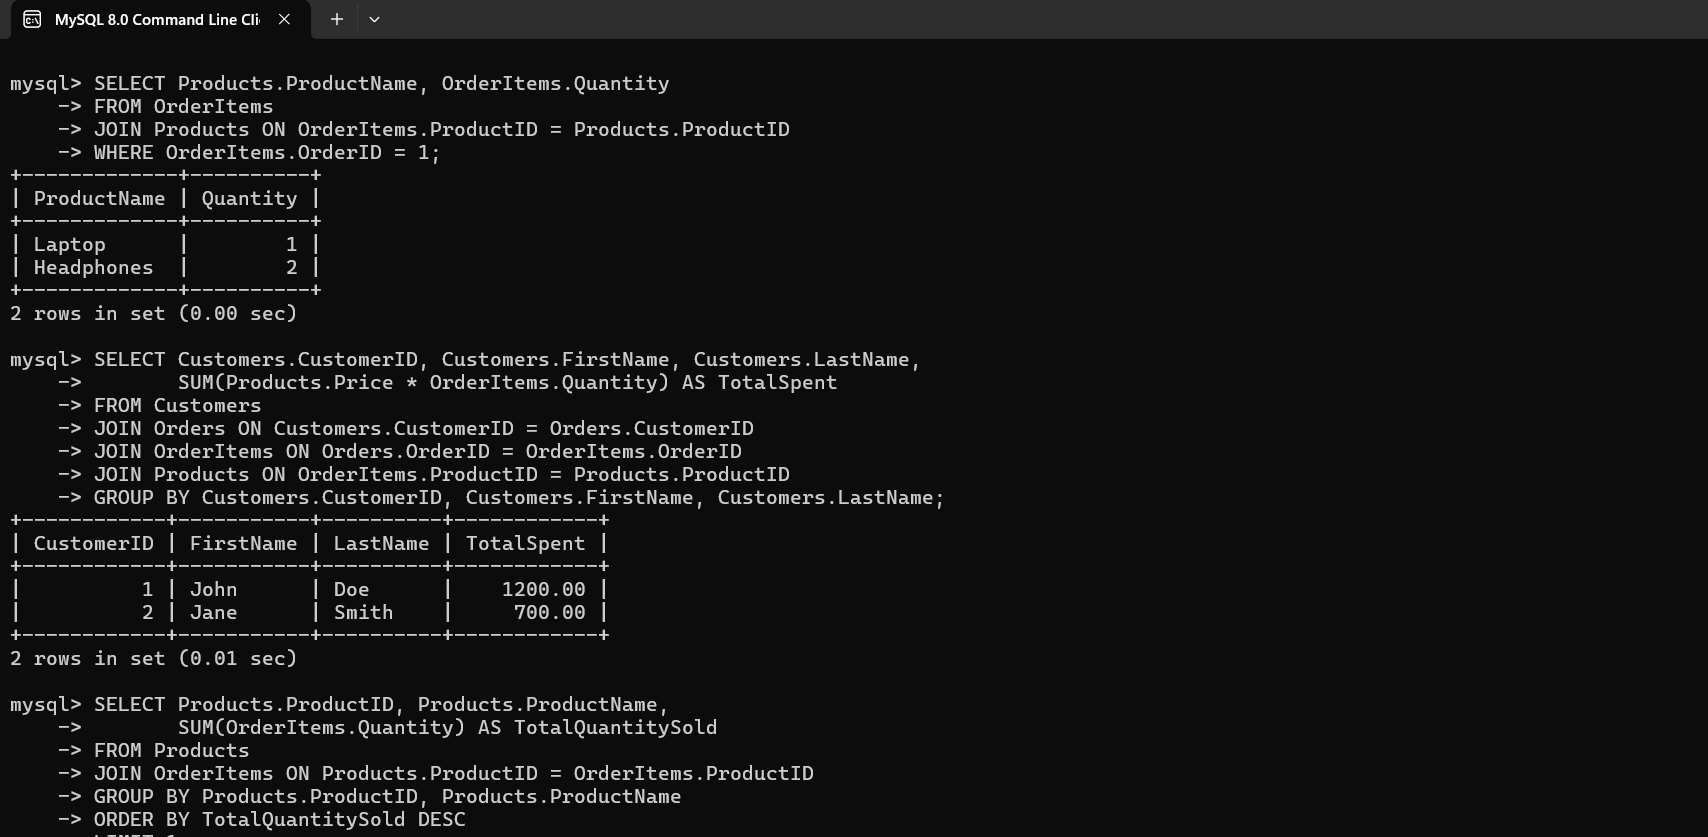 MySQL 8.0 Command Line Cli
mysql> SELECT Products.ProductName, OrderItems.Quantity
    -> FROM OrderItems
    -> JOIN Products ON OrderItems.ProductID = Products.ProductID
    -> WHERE OrderItems.OrderID = 1;
+-------------+----------+
| ProductName | Quantity |
+-------------+----------+
| Laptop      |        1 |
| Headphones  |        2 |
+-------------+----------+
2 rows in set (0.00 sec)
mysql> SELECT Customers.CustomerID, Customers.FirstName, Customers.LastName,
    ->        SUM(Products.Price * OrderItems.Quantity) AS TotalSpent
    -> FROM Customers
    -> JOIN Orders ON Customers.CustomerID = Orders.CustomerID
    -> JOIN OrderItems ON Orders.OrderID = OrderItems.OrderID
    -> JOIN Products ON OrderItems.ProductID = Products.ProductID
    -> GROUP BY Customers.CustomerID, Customers.FirstName, Customers.LastName;
+------------+-----------+----------+------------+
| CustomerID | FirstName | LastName | TotalSpent |
+------------+-----------+----------+------------+
|          1 | John      | Doe      |    1200.00 |
|          2 | Jane      | Smith    |     700.00 |
+------------+-----------+----------+------------+
2 rows in set (0.01 sec)
mysql> SELECT Products.ProductID, Products.ProductName,
    ->        SUM(OrderItems.Quantity) AS TotalQuantitySold
    -> FROM Products
    -> JOIN OrderItems ON Products.ProductID = OrderItems.ProductID
    -> GROUP BY Products.ProductID, Products.ProductName
    -> ORDER BY TotalQuantitySold DESC